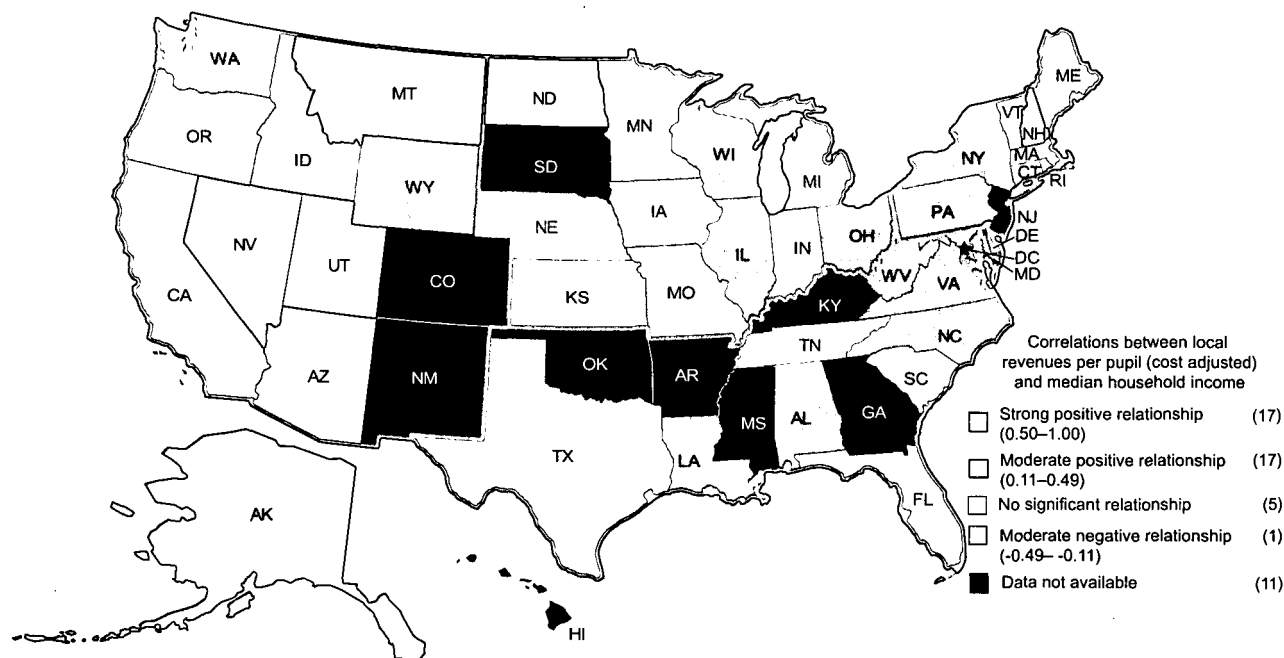 WA
MT
ND
MN
ME
VT
NH
OR
ID
SD
WI
NY
MA
CT
RI
WY
MI
IA
PA
NJ
NE
OH
DE
NV
UT
IL
IN
DC
MD
CO
WV
VA
CA
KS
MO
KY
TN
NC
AZ
NM
OK
AR
SC
MS
AL
GA
TX
LA
FL
AK
HI
Correlations between local
revenues per pupil (cost adjusted)
and median household income
Strong positive relationship (17)
(0.50–1.00)
Moderate positive relationship (17)
(0.11–0.49)
No significant relationship (5)
Moderate negative relationship (1)
(-0.49– -0.11)
Data not available (11)